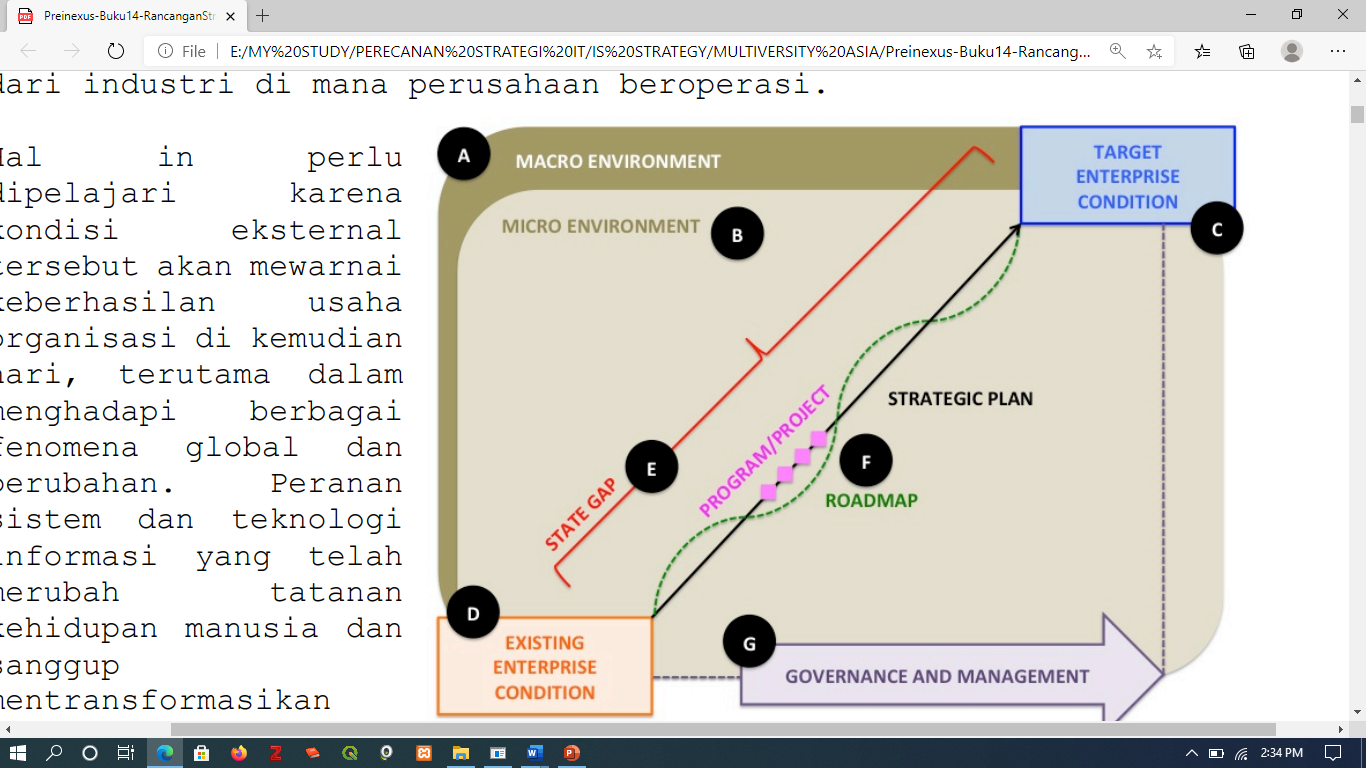 Preinexus-Buku14-RancanganStr
File
E:/MY%20STUDY/PERECANAN%20STRATEGI%20IT/IS%20STRATEGY/MULTIVERSITY%20ASIA/Preinexus-Buku14-Rancang...
dari industri di mana perusahaan beroperasi.
Hal in perlu
dipelajari karena
kondisi eksternal
tersebut akan mewarnai
keberhasilan usaha
organisasi di kemudian
hari, terutama dalam
menghadapi berbagai
fenomena global dan
perubahan. Peranan
sistem dan teknologi
informasi yang telah
merubah tatanan
kehidupan manusia dan
sanggup
mentransformasikan
A
MACRO ENVIRONMENT
TARGET
ENTERPRISE
CONDITION
C
MICRO ENVIRONMENT
B
STRATEGIC PLAN
PROGRAM/PROJECT
E
F
STATE GAP
ROADMAP
D
EXISTING
ENTERPRISE
CONDITION
G
GOVERNANCE AND MANAGEMENT
2:34 PM